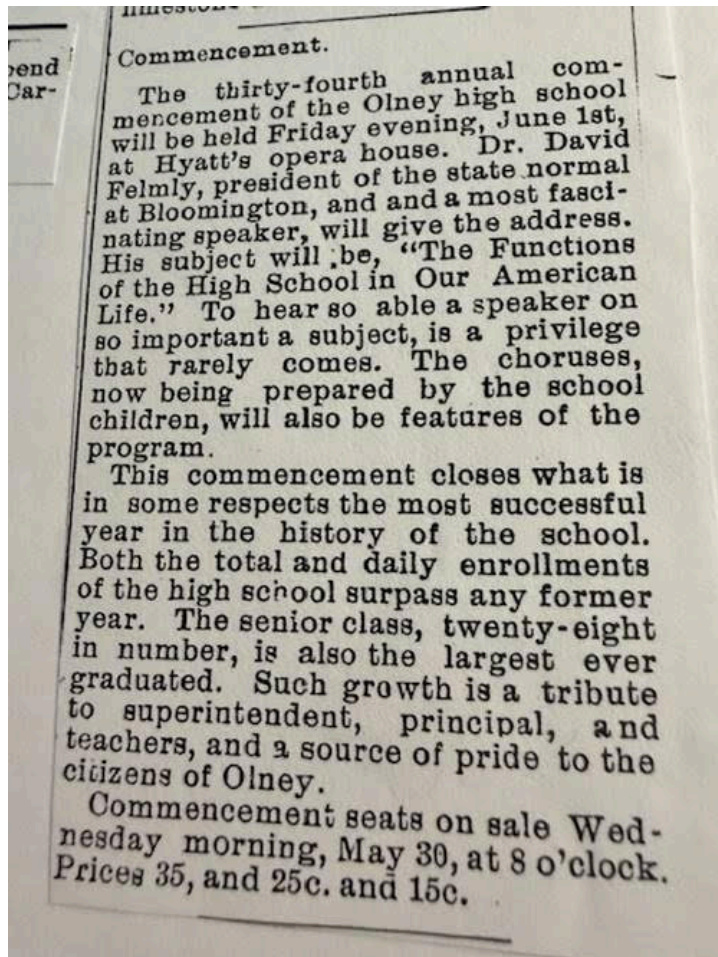 limestone
pend
Car-
Commencement.
The thirty-fourth annual com-
mencement of the Olney high school
will be held Friday evening, June 1st,
at Hyatt's opera house. Dr. David
Felmly, president of the state normal
at Bloomington, and and a most fasci-
nating speaker, will give the address.
His subject will be, “The Functions
of the High School in Our American
Life.” To hear so able a speaker on
so important a subject, is a privilege
that rarely comes. The choruses,
now being prepared by the school
children, will also be features of the
program.
This commencement closes what is
in some respects the most successful
year in the history of the school.
Both the total and daily enrollments
of the high school surpass any former
year. The senior class, twenty-eight
in number, is also the largest ever
graduated. Such growth is a tribute
to superintendent, principal, and
teachers, and a source of pride to the
citizens of Olney.
Commencement seats on sale Wed-
nesday morning, May 30, at 8 o'clock.
Prices 35, and 25c. and 15c.